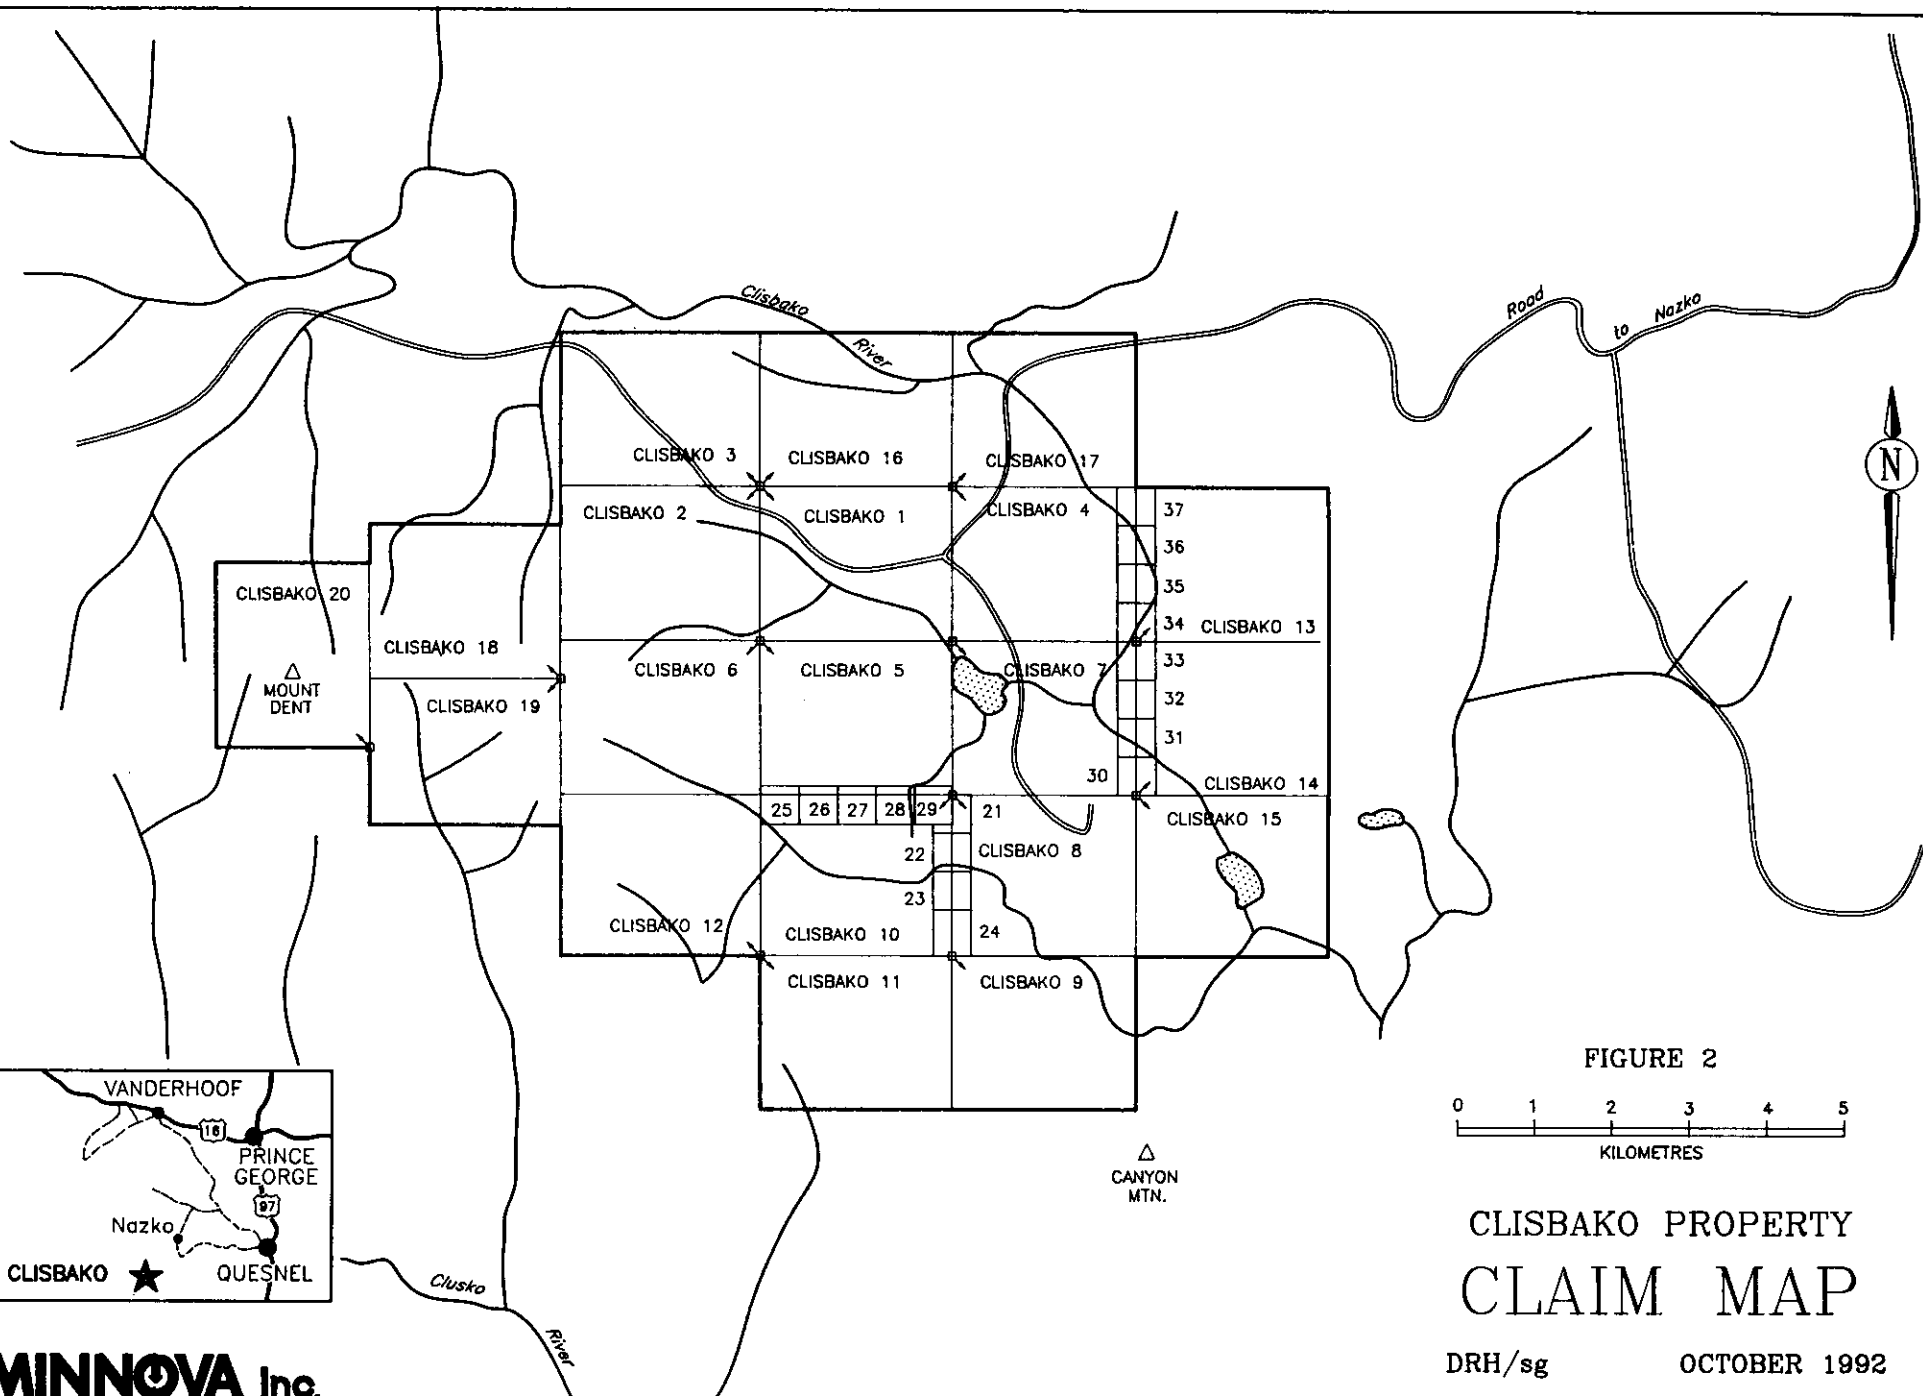 Clisbako
River
Road
to
Nazko
N
CLISBAKO 3
CLISBAKO 16
CLISBAKO 17
CLISBAKO 2
CLISBAKO 1
CLISBAKO 4
37
36
35
34
CLISBAKO 13
CLISBAKO 20
CLISBAKO 18
MOUNT
DENT
CLISBAKO 19
CLISBAKO 6
CLISBAKO 5
CLISBAKO 7
33
32
31
30
CLISBAKO 14
25
26
27
28
29
21
CLISBAKO 15
22
CLISBAKO 8
23
24
CLISBAKO 12
CLISBAKO 10
CLISBAKO 11
CLISBAKO 9
CANYON
MTN.
VANDERHOOF
16
PRINCE
GEORGE
97
Nazko
CLISBAKO
QUESNEL
Clusko
River
MINNOVA Inc.
FIGURE 2
0 1 2 3 4 5
KILOMETRES
CLISBAKO PROPERTY
CLAIM MAP
DRH/sg OCTOBER 1992